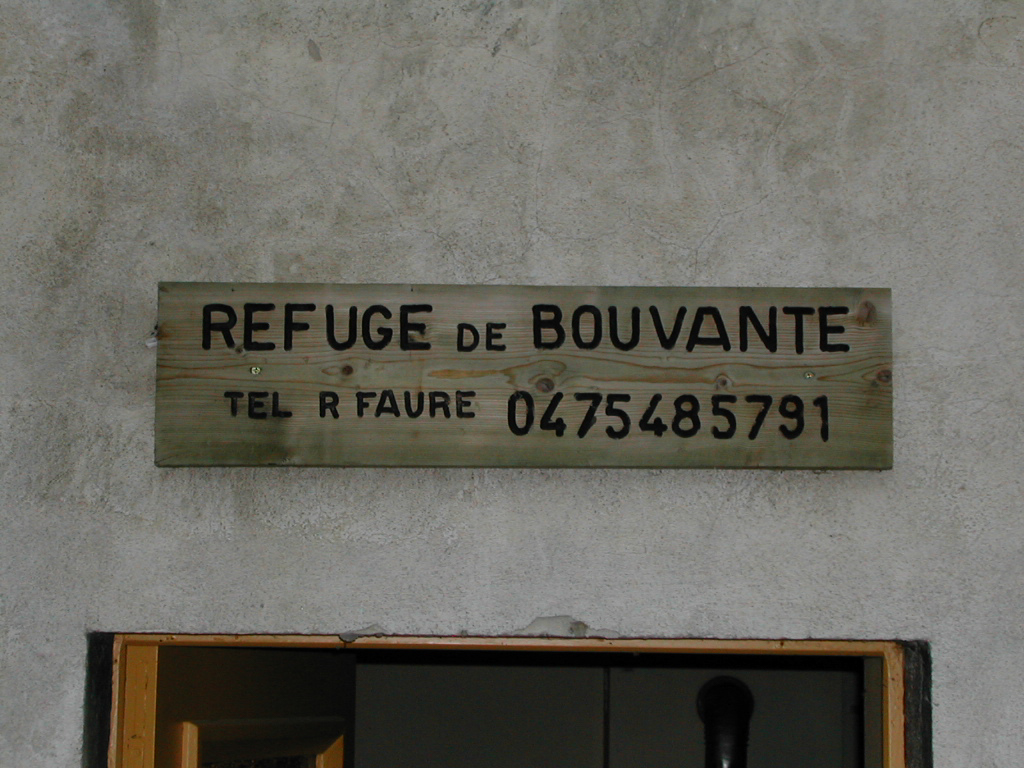 REFUGE DE BOUVANTE
TEL R FAURE 0475485791